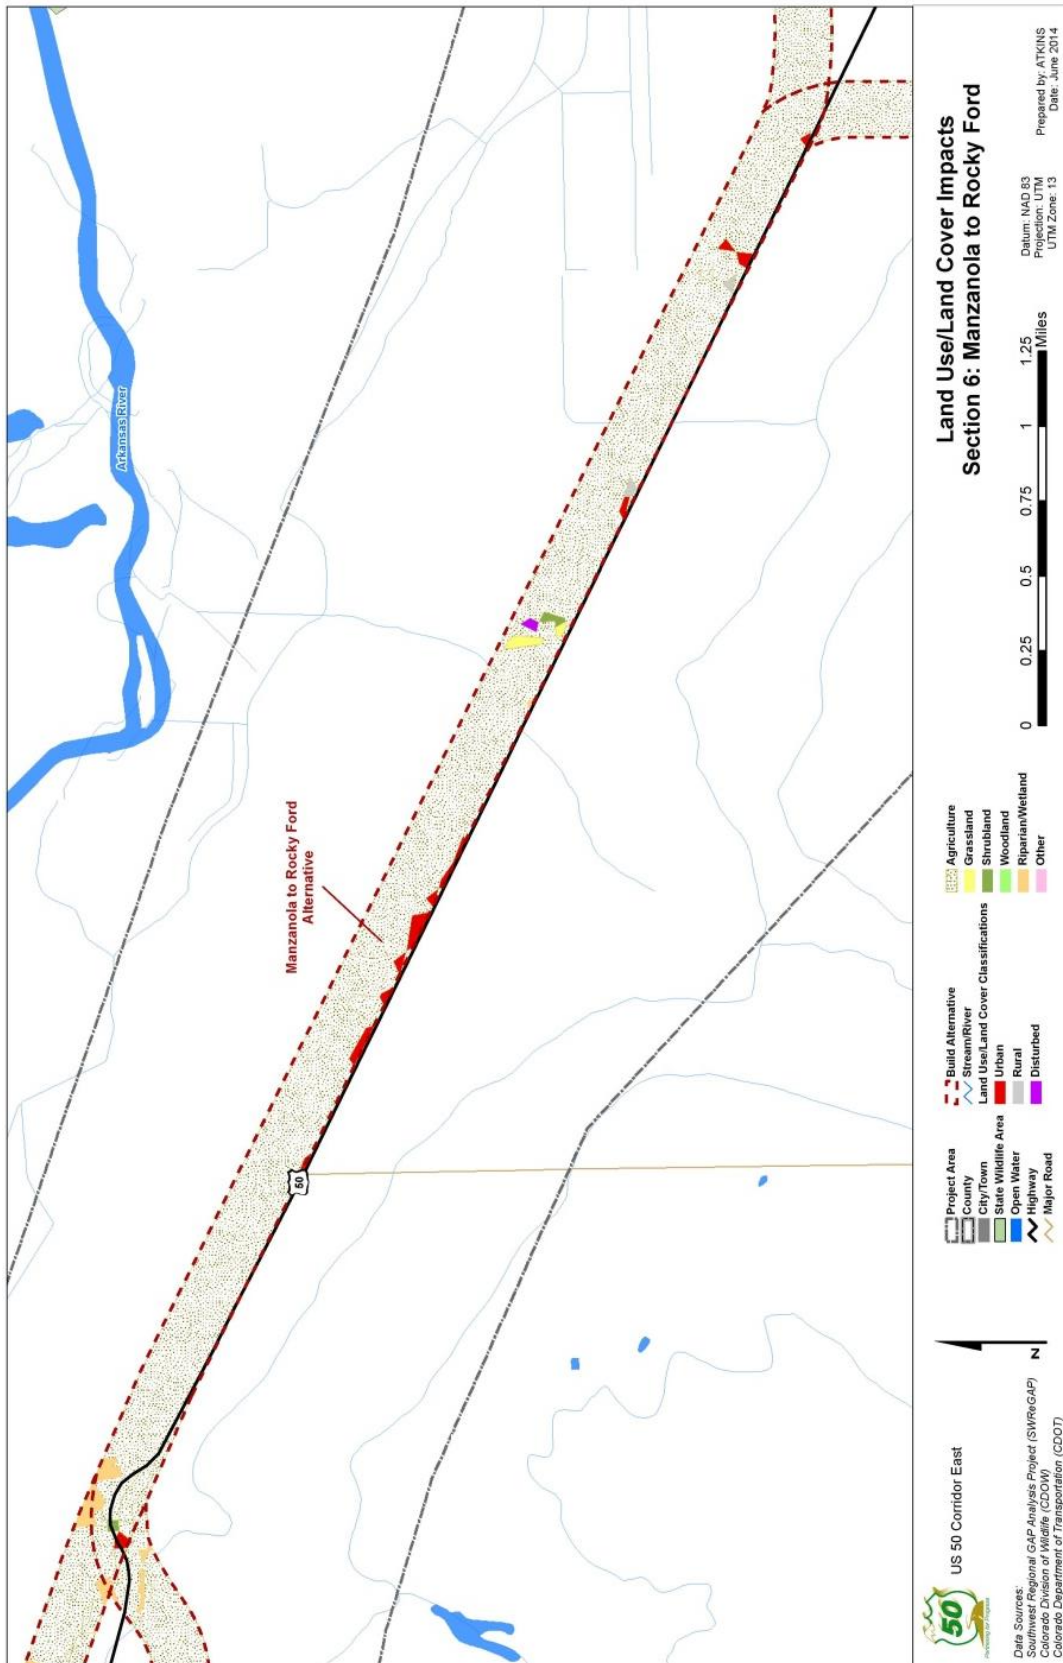 Arkansas River
Manzanola to Rocky Ford
Alternative
50
50
Partnering for Progress
US 50 Corridor East
Data Sources:
Southwest Regional GAP Analysis Project (SWReGAP)
Colorado Division of Wildlife (CDOW)
Colorado Department of Transportation (CDOT)
N
Project Area
County
City/Town
State Wildlife Area
Open Water
Highway
Major Road
Build Alternative
Stream/River
Land Use/Land Cover Classifications
Urban
Rural
Disturbed
Agriculture
Grassland
Shrubland
Woodland
Riparian/Wetland
Other
Land Use/Land Cover Impacts
Section 6: Manzanola to Rocky Ford
0 0.25 0.5 0.75 1 1.25
Miles
Datum: NAD 83
Projection: UTM
UTM Zone: 13
Prepared by: ATKINS
Date: June 2014